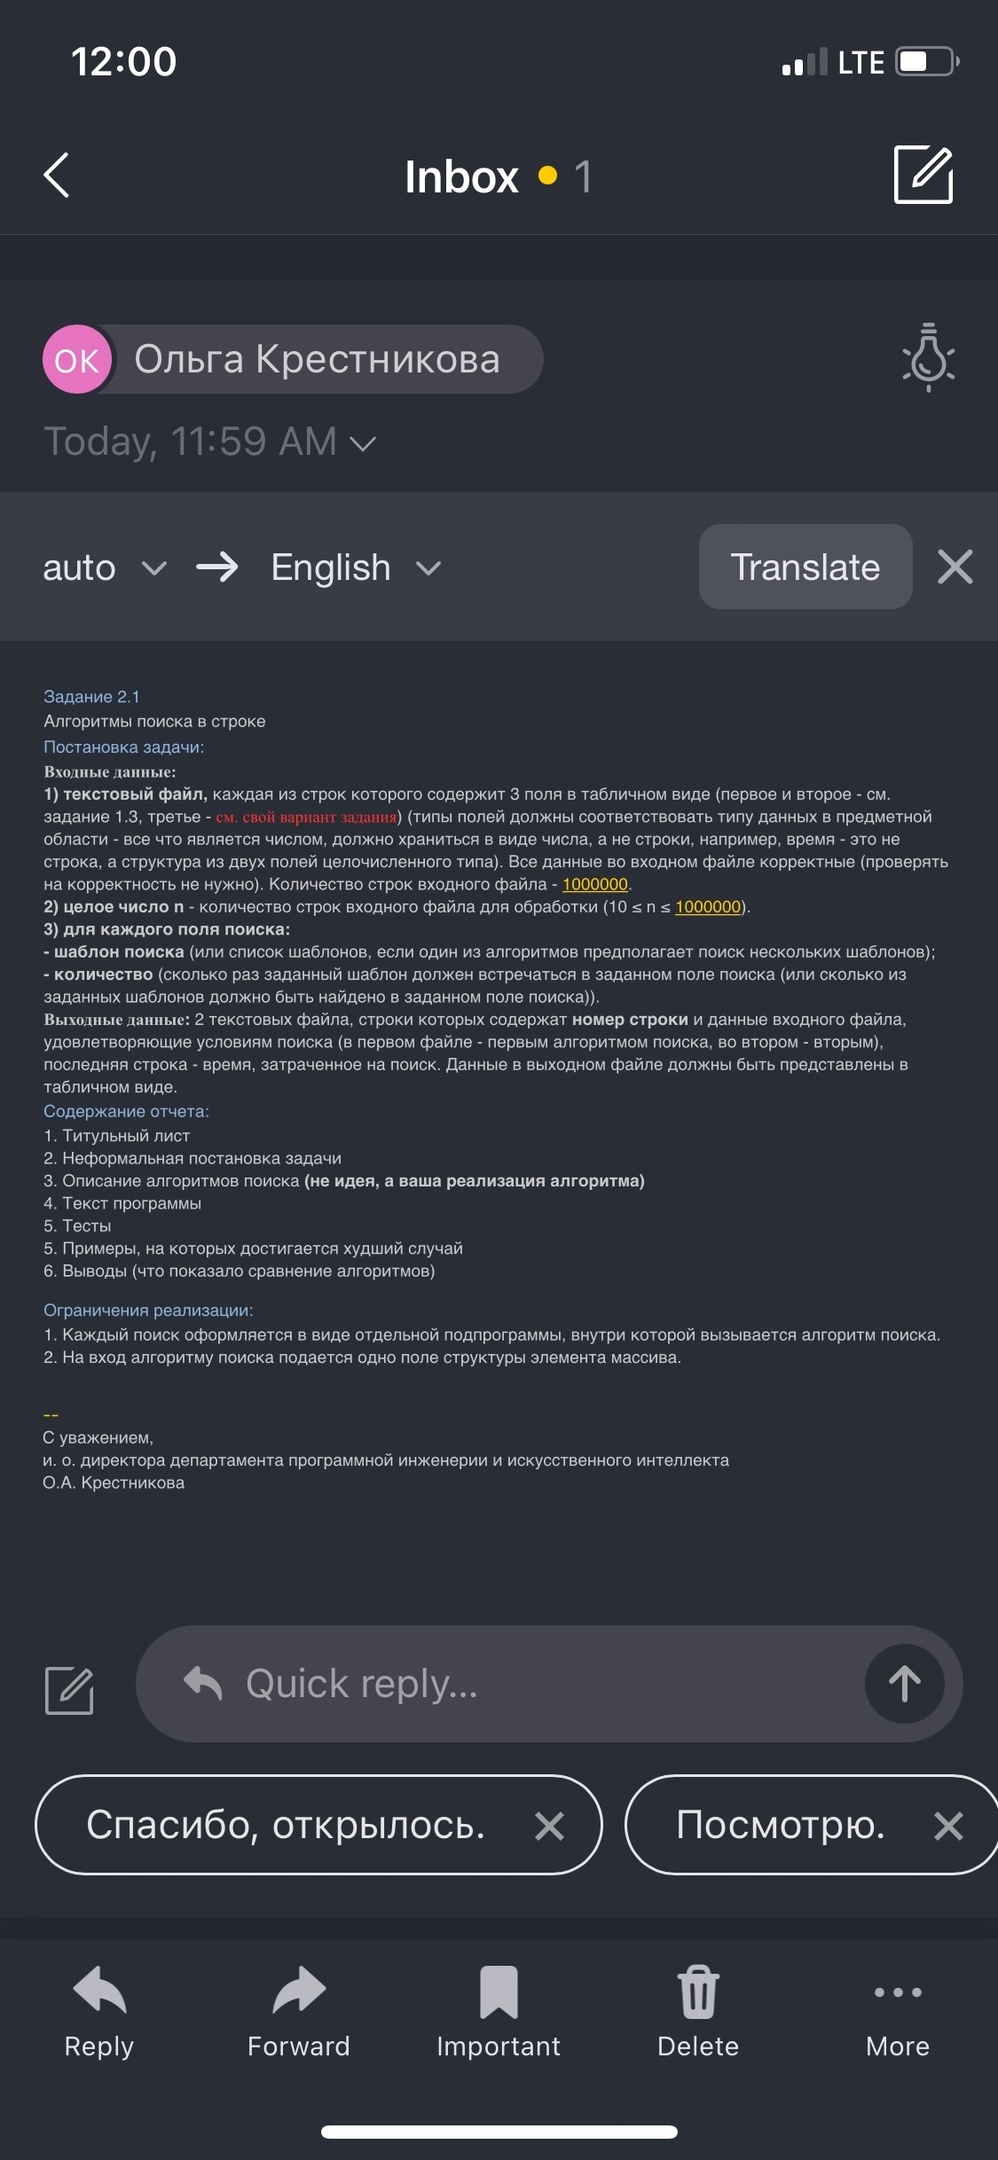 12:00
LTE
Inbox 1
ОК Ольга Крестникова
Today, 11:59 AM
auto English Translate
Задание 2.1
Алгоритмы поиска в строке
Постановка задачи:
Входные данные:
1) текстовый файл, каждая из строк которого содержит 3 поля в табличном виде (первое и второе - см.
задание 1.3, третье - см. свой вариант задания) (типы полей должны соответствовать типу данных в предметной
области - все что является числом, должно храниться в виде числа, а не строки, например, время - это не
строка, а структура из двух полей целочисленного типа). Все данные во входном файле корректные (проверять
на корректность не нужно). Количество строк входного файла - 1000000.
2) целое число n - количество строк входного файла для обработки (10 ≤ n ≤ 1000000).
3) для каждого поля поиска:
- шаблон поиска (или список шаблонов, если один из алгоритмов предполагает поиск нескольких шаблонов);
- количество (сколько раз заданный шаблон должен встречаться в заданном поле поиска (или сколько из
заданных шаблонов должно быть найдено в заданном поле поиска)).
Выходные данные: 2 текстовых файла, строки которых содержат номер строки и данные входного файла,
удовлетворяющие условиям поиска (в первом файле - первым алгоритмом поиска, во втором - вторым),
последняя строка - время, затраченное на поиск. Данные в выходном файле должны быть представлены в
табличном виде.
Содержание отчета:
1. Титульный лист
2. Неформальная постановка задачи
3. Описание алгоритмов поиска (не идея, а ваша реализация алгоритма)
4. Текст программы
5. Тесты
5. Примеры, на которых достигается худший случай
6. Выводы (что показало сравнение алгоритмов)
Ограничения реализации:
1. Каждый поиск оформляется в виде отдельной подпрограммы, внутри которой вызывается алгоритм поиска.
2. На вход алгоритму поиска подается одно поле структуры элемента массива.
--
С уважением,
и. о. директора департамента программной инженерии и искусственного интеллекта
О.А. Крестникова
Quick reply...
Спасибо, открылось. Посмотрю.
Reply Forward Important Delete More